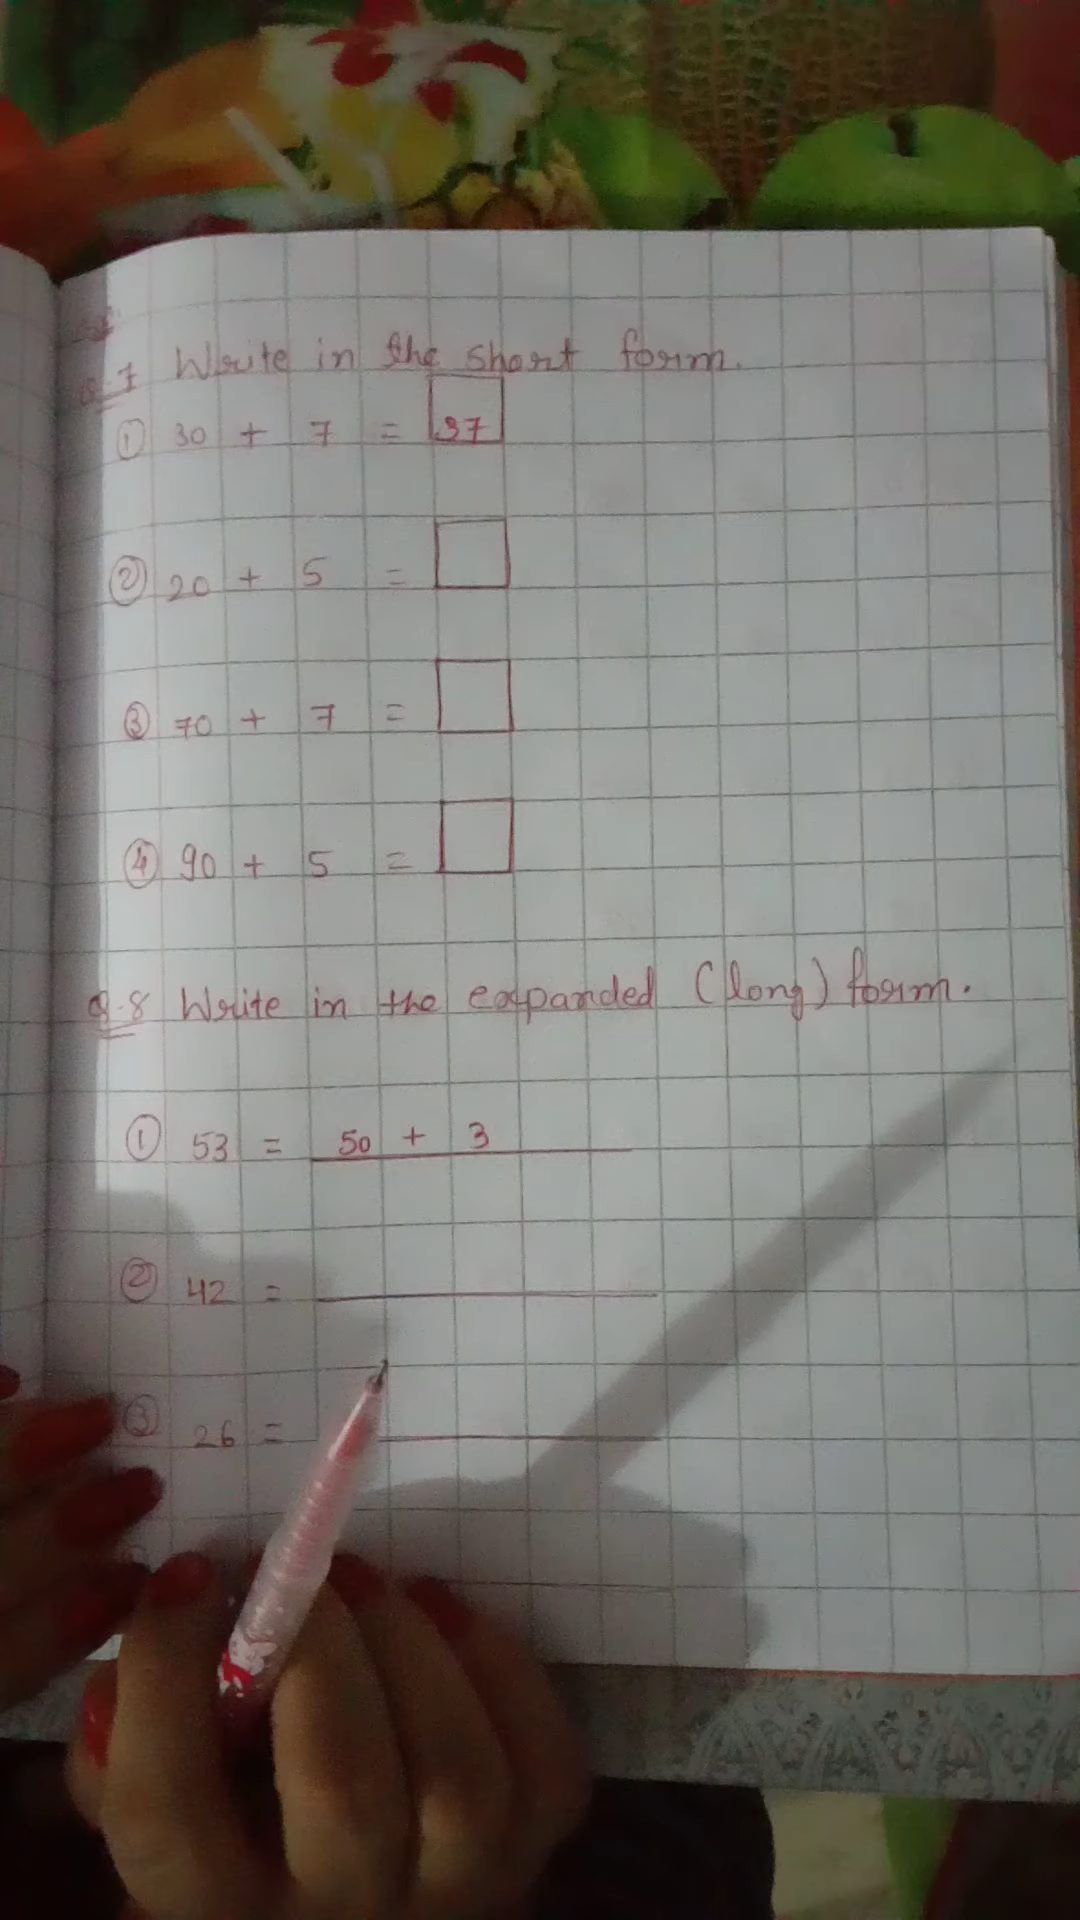 Q.7 Write in the short form.
① 30 + 7 = 37
② 20 + 5 =
③ 70 + 7 =
④ 90 + 5 =
Q.8 Write in the expanded (long) form.
① 53 = 50 + 3
② 42 =
③ 26 =